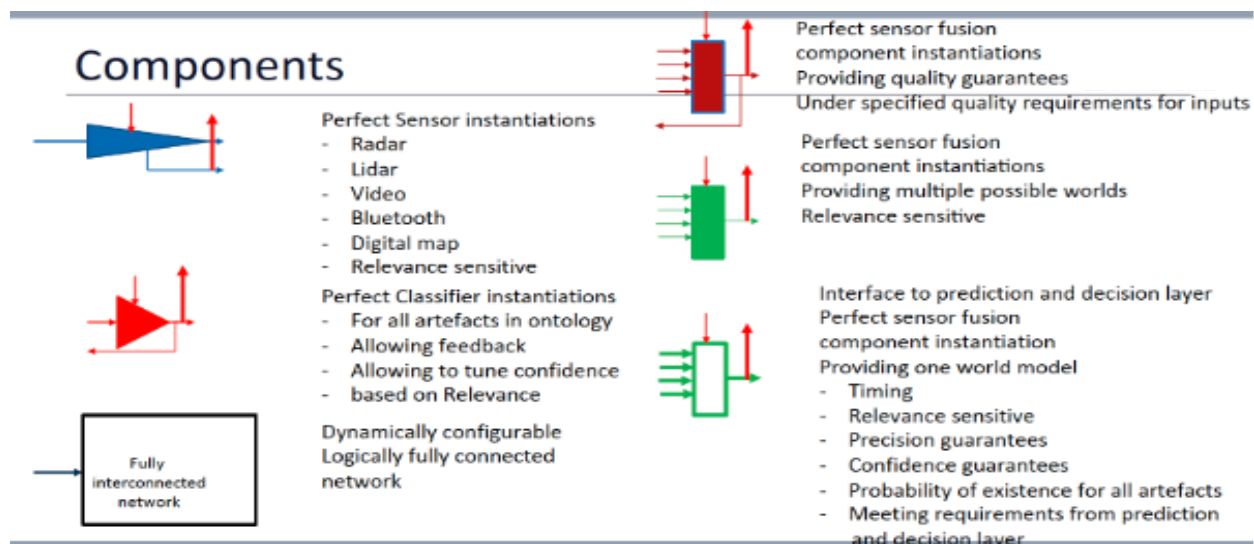 Components
Perfect Sensor instantiations
- Radar
- Lidar
- Video
- Bluetooth
- Digital map
- Relevance sensitive
Perfect Classifier instantiations
- For all artefacts in ontology
- Allowing feedback
- Allowing to tune confidence
- based on Relevance
Fully
interconnected
network
Dynamically configurable
Logically fully connected
network
Perfect sensor fusion
component instantiations
Providing quality guarantees
Under specified quality requirements for inputs
Perfect sensor fusion
component instantiations
Providing multiple possible worlds
Relevance sensitive
Interface to prediction and decision layer
Perfect sensor fusion
component instantiation
Providing one world model
- Timing
- Relevance sensitive
- Precision guarantees
- Confidence guarantees
- Probability of existence for all artefacts
- Meeting requirements from prediction
and decision layer